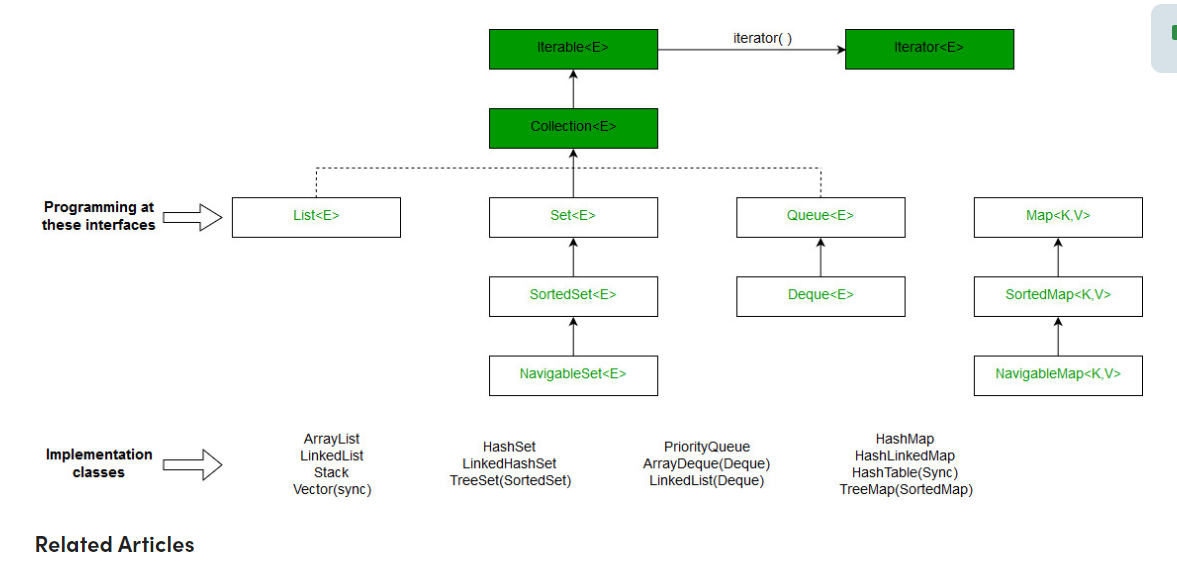 Iterable<E>
iterator( )
Iterator<E>
Collection<E>
Programming at
these interfaces
List<E>
Set<E>
Queue<E>
Map<K,V>
SortedSet<E>
Deque<E>
SortedMap<K,V>
NavigableSet<E>
NavigableMap<K,V>
Implementation
classes
ArrayList
LinkedList
Stack
Vector(sync)
HashSet
LinkedHashSet
TreeSet(SortedSet)
PriorityQueue
ArrayDeque(Deque)
LinkedList(Deque)
HashMap
HashLinkedMap
HashTable(Sync)
TreeMap(SortedMap)
Related Articles